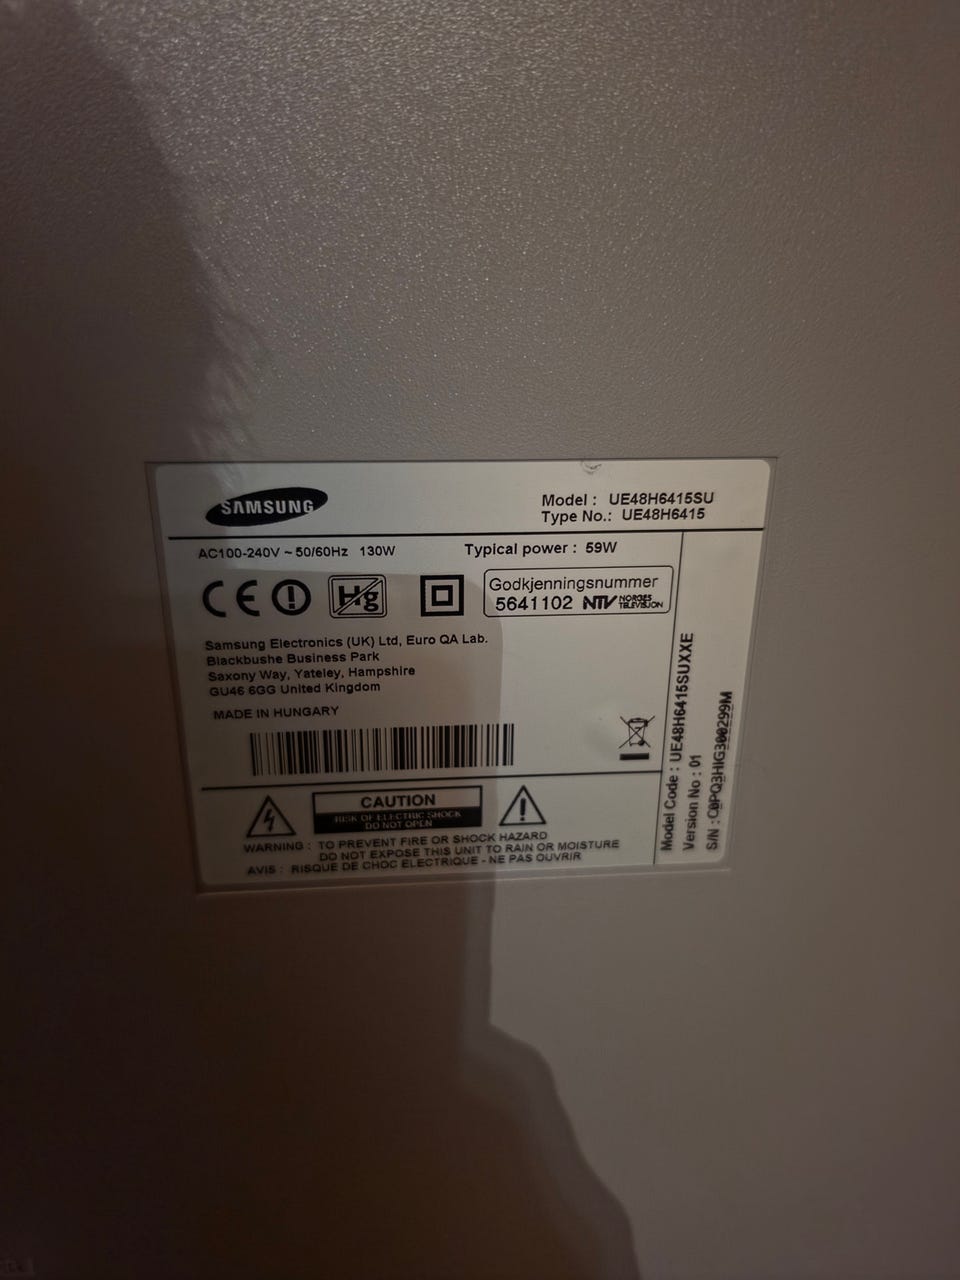 SAMSUNG
Model : UE48H6415SU
Type No.: UE48H6415
AC100-240V ~ 50/60Hz 130W
Typical power : 59W
CE
Hg
Godkjenningsnummer
5641102 NTV NORGES TELEVISJON
Samsung Electronics (UK) Ltd, Euro QA Lab.
Blackbushe Business Park
Saxony Way, Yateley, Hampshire
GU46 6GG United Kingdom
MADE IN HUNGARY
CAUTION
RISK OF ELECTRIC SHOCK
DO NOT OPEN
WARNING : TO PREVENT FIRE OR SHOCK HAZARD
DO NOT EXPOSE THIS UNIT TO RAIN OR MOISTURE
AVIS : RISQUE DE CHOC ELECTRIQUE - NE PAS OUVRIR
Model Code : UE48H6415SUXXE
Version No : 01
S/N : C0PQ3HIG300299M